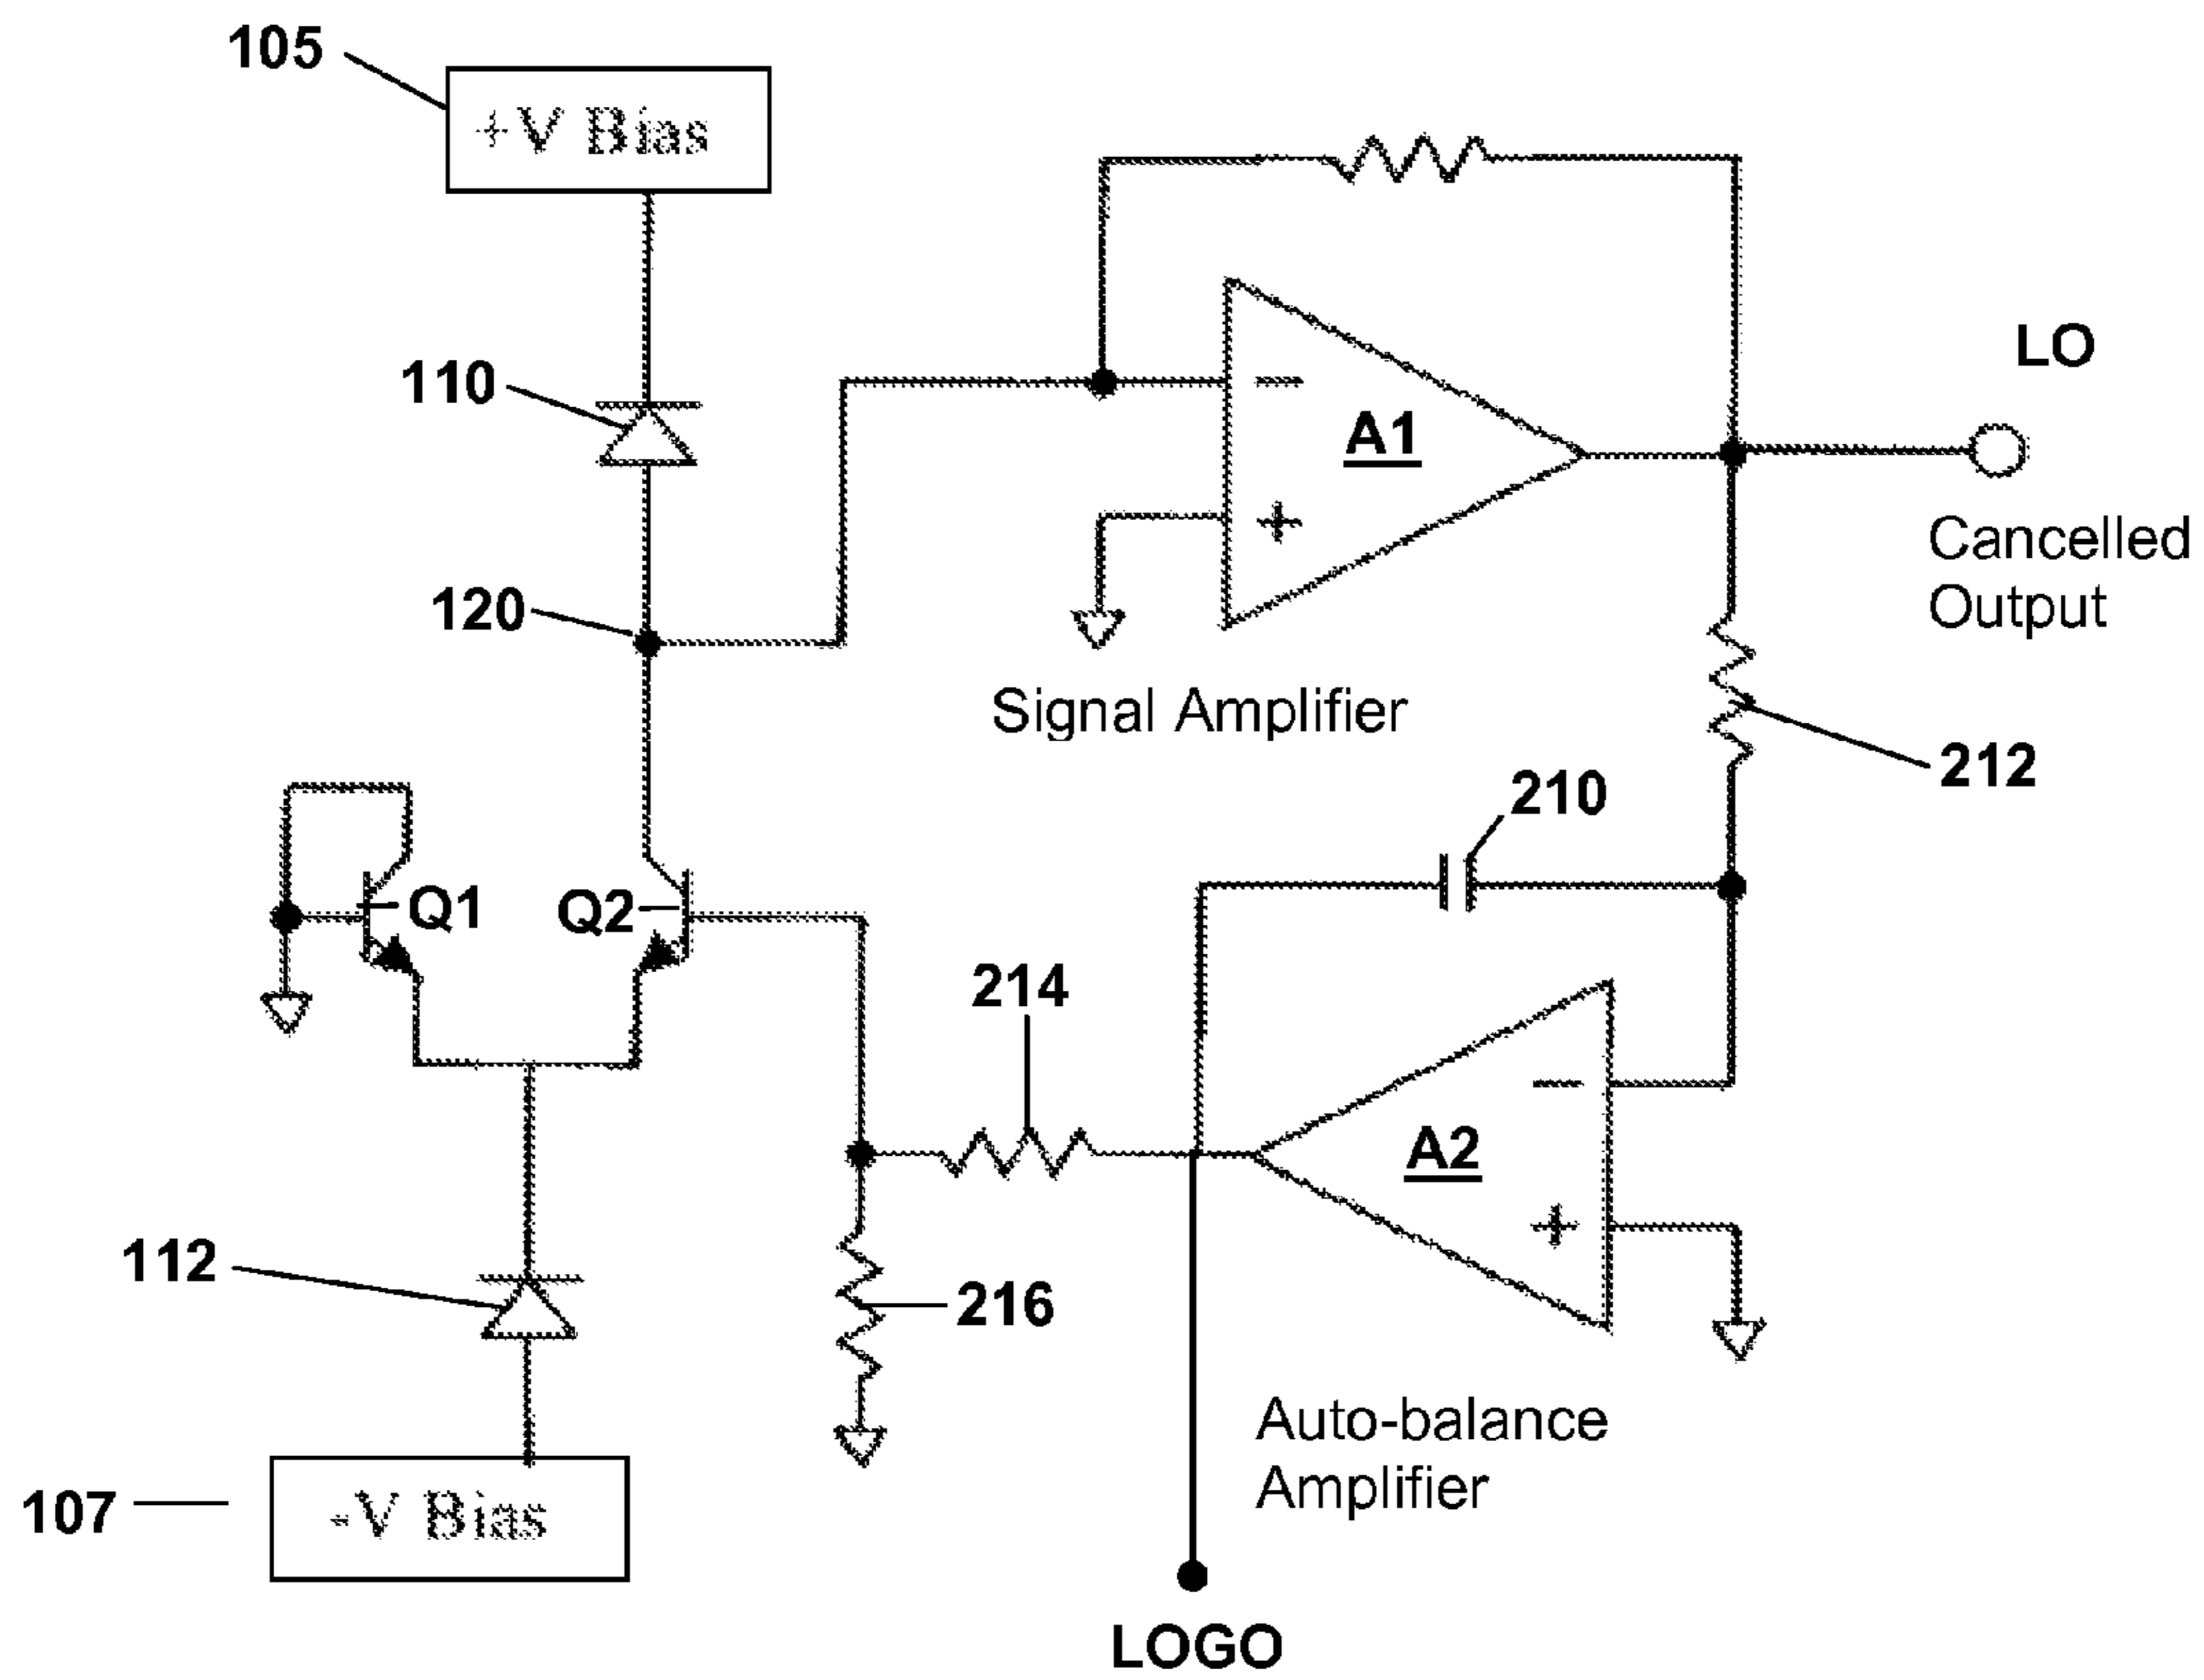 105
+V Bias
110
LO
A1
−
+
Cancelled
Output
120
Signal Amplifier
212
210
Q1
Q2
214
−
A2
+
112
216
Auto-balance
Amplifier
107
-V Bias
LOGO